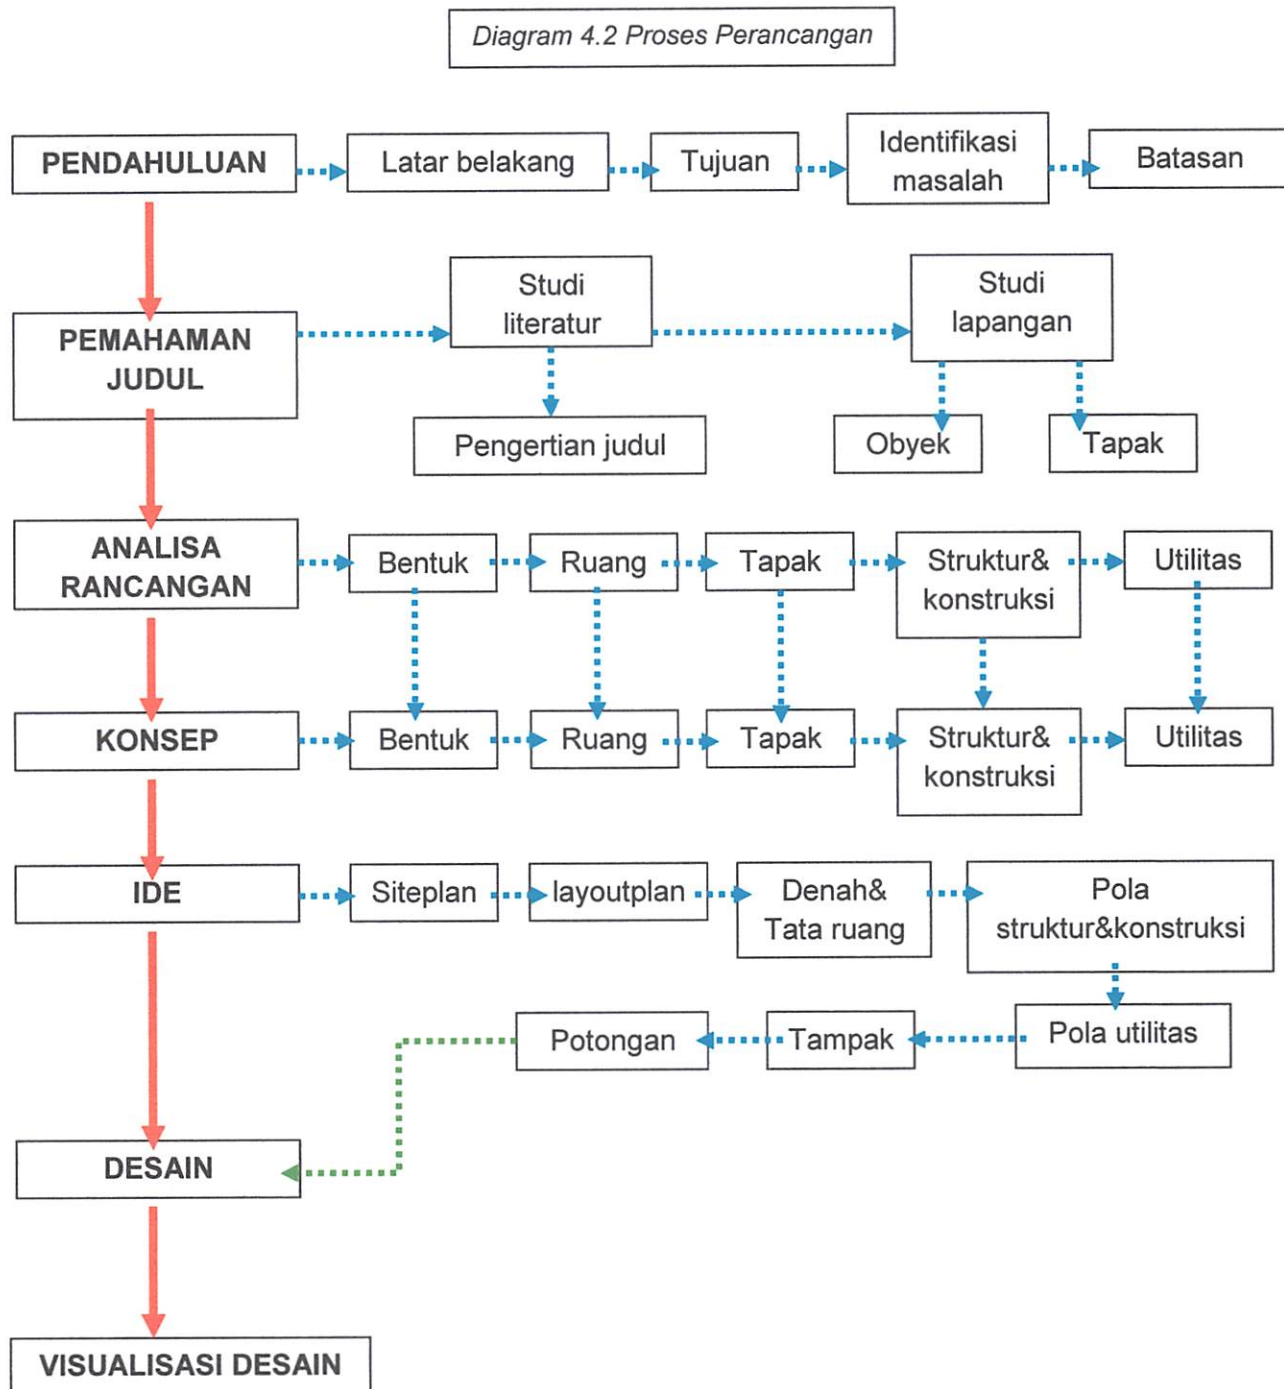 Diagram 4.2 Proses Perancangan
PENDAHULUAN
Latar belakang
Tujuan
Identifikasi
masalah
Batasan
PEMAHAMAN
JUDUL
Studi
literatur
Studi
lapangan
Pengertian judul
Obyek
Tapak
ANALISA
RANCANGAN
Bentuk
Ruang
Tapak
Struktur&
konstruksi
Utilitas
KONSEP
Bentuk
Ruang
Tapak
Struktur&
konstruksi
Utilitas
IDE
Siteplan
layoutplan
Denah&
Tata ruang
Pola
struktur&konstruksi
Potongan
Tampak
Pola utilitas
DESAIN
VISUALISASI DESAIN